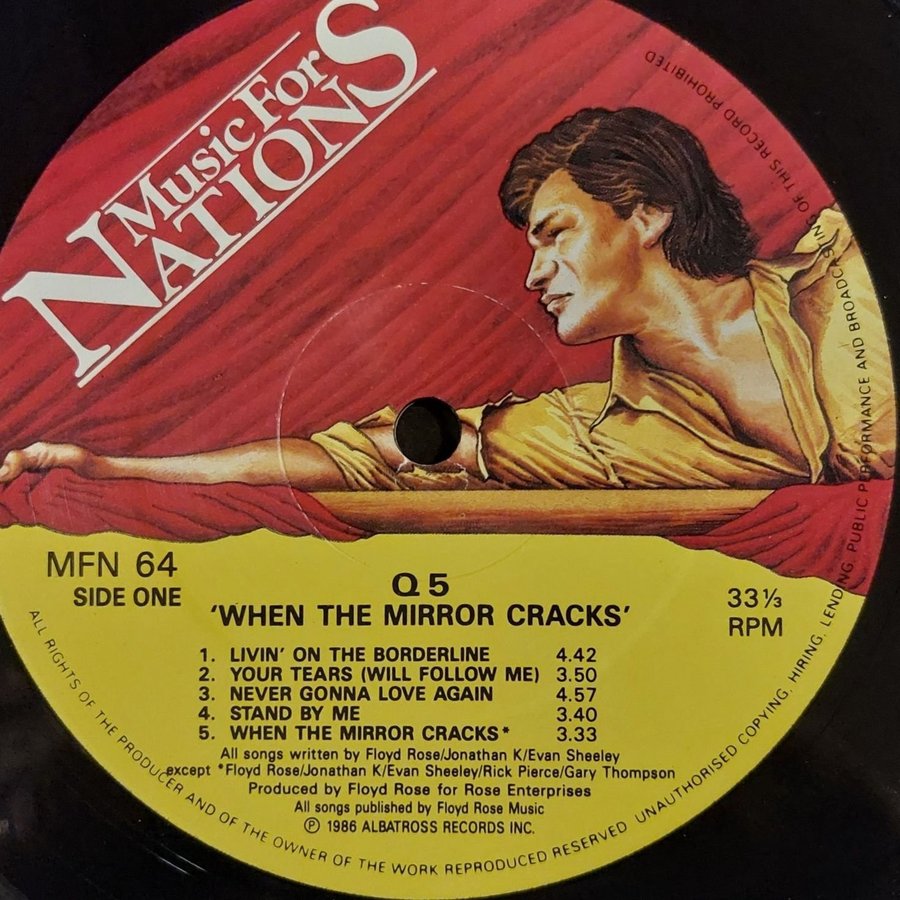 Music For
NATIONS
MFN 64
SIDE ONE
Q5
'WHEN THE MIRROR CRACKS'
33⅓
RPM
1. LIVIN' ON THE BORDERLINE 4.42
2. YOUR TEARS (WILL FOLLOW ME) 3.50
3. NEVER GONNA LOVE AGAIN 4.57
4. STAND BY ME 3.40
5. WHEN THE MIRROR CRACKS* 3.33
All songs written by Floyd Rose/Jonathan K/Evan Sheeley
except *Floyd Rose/Jonathan K/Evan Sheeley/Rick Pierce/Gary Thompson
Produced by Floyd Rose for Rose Enterprises
All songs published by Floyd Rose Music
℗ 1986 ALBATROSS RECORDS INC.
ALL RIGHTS OF THE PRODUCER AND OF THE OWNER OF THE WORK REPRODUCED RESERVED UNAUTHORISED COPYING, HIRING, LENDING, PUBLIC PERFORMANCE AND BROADCASTING OF THIS RECORD PROHIBITED